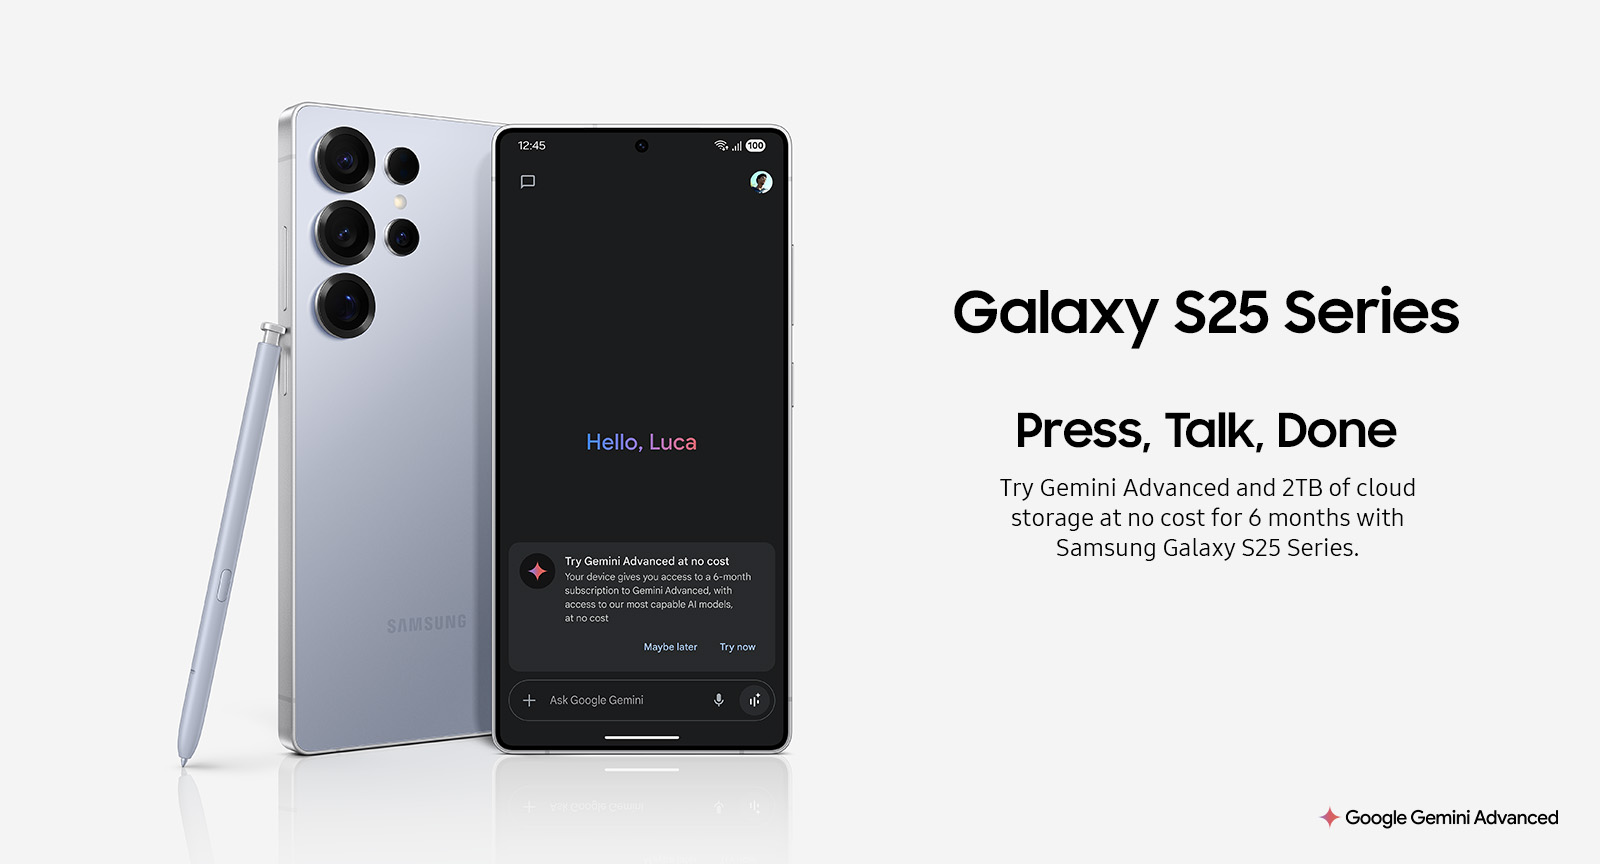 12:45
100
Hello, Luca
Try Gemini Advanced at no cost
Your device gives you access to a 6-month
subscription to Gemini Advanced, with
access to our most capable AI models,
at no cost
Maybe later Try now
Ask Google Gemini
SAMSUNG
Galaxy S25 Series
Press, Talk, Done
Try Gemini Advanced and 2TB of cloud
storage at no cost for 6 months with
Samsung Galaxy S25 Series.
Google Gemini Advanced